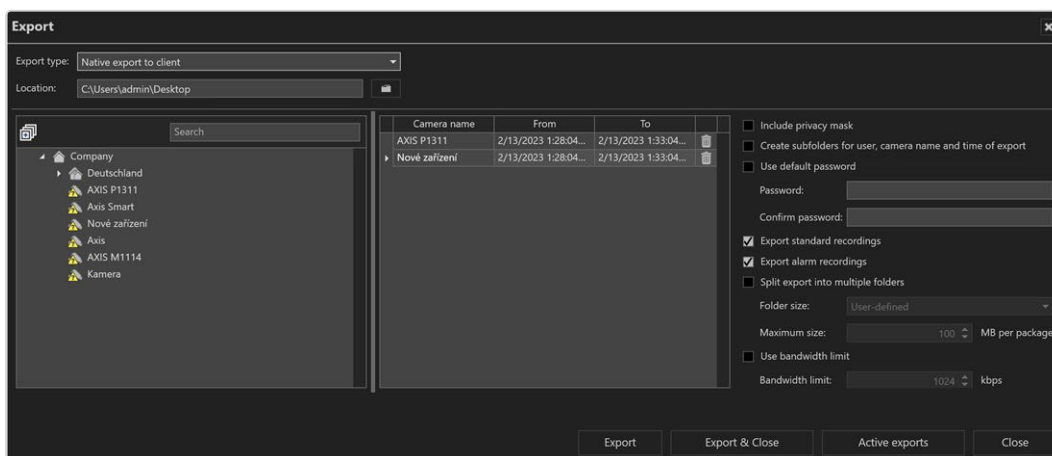 Export
Export type: Native export to client
Location: C:\Users\admin\Desktop
Search
Company
Deutschland
AXIS P1311
Axis Smart
Nové zařízení
Axis
AXIS M1114
Kamera
Camera name From To
AXIS P1311 2/13/2023 1:28:04... 2/13/2023 1:33:04...
Nové zařízení 2/13/2023 1:28:04... 2/13/2023 1:33:04...
Include privacy mask
Create subfolders for user, camera name and time of export
Use default password
Password:
Confirm password:
Export standard recordings
Export alarm recordings
Split export into multiple folders
Folder size: User-defined
Maximum size: 100 MB per package
Use bandwidth limit
Bandwidth limit: 1024 kbps
Export Export & Close Active exports Close